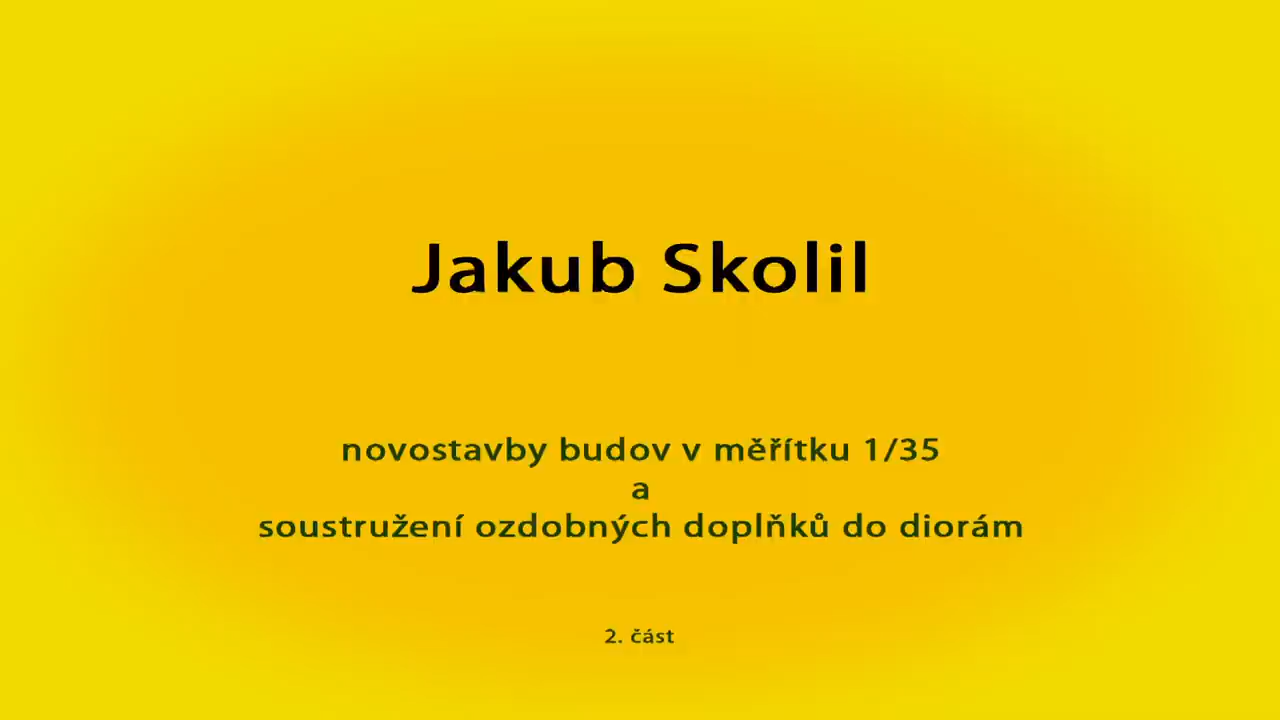 Jakub Skolil
novostavby budov v měřítku 1/35
a
soustružení ozdobných doplňků do diorám
2. část